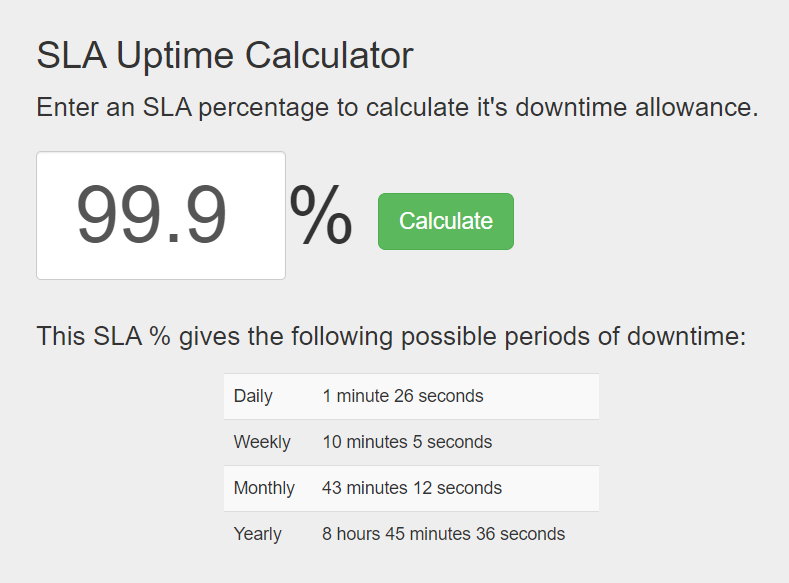 SLA Uptime Calculator
Enter an SLA percentage to calculate it's downtime allowance.
99.9 % Calculate
This SLA % gives the following possible periods of downtime:
Daily 1 minute 26 seconds
Weekly 10 minutes 5 seconds
Monthly 43 minutes 12 seconds
Yearly 8 hours 45 minutes 36 seconds